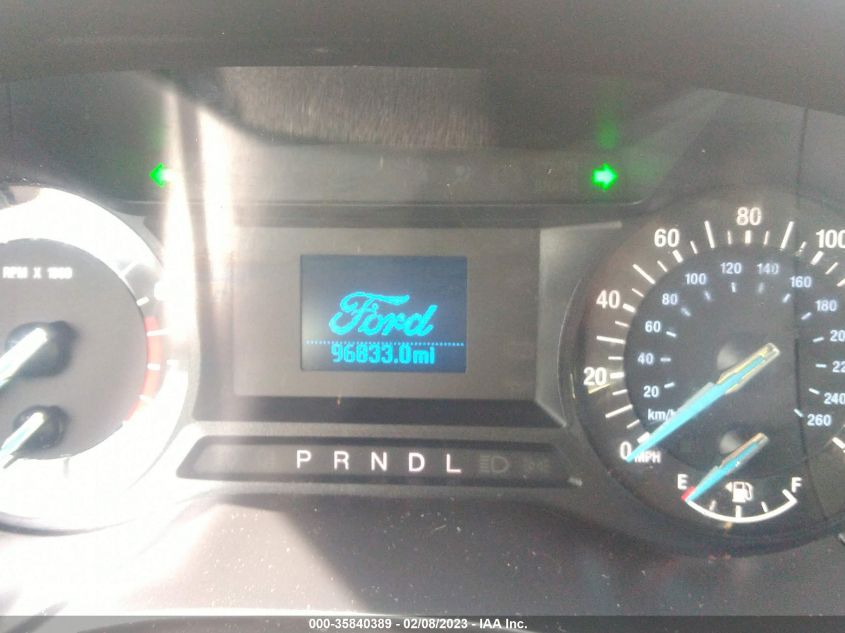 RPM X 1000
Ford
96833.0mi
P R N D L
0 20 40 60 80 100
MPH
20 40 60 80 100 120 140 160 180 240 260
km/h
E F
000-35840389 - 02/08/2023 - IAA Inc.